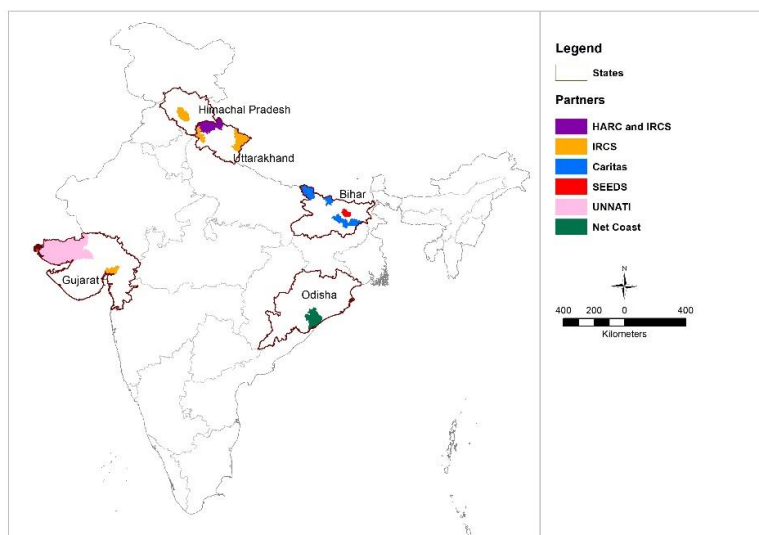 Himachal Pradesh
Uttarakhand
Bihar
Gujarat
Odisha
Legend
States
Partners
HARC and IRCS
IRCS
Caritas
SEEDS
UNNATI
Net Coast
N
400 200 0 400
Kilometers